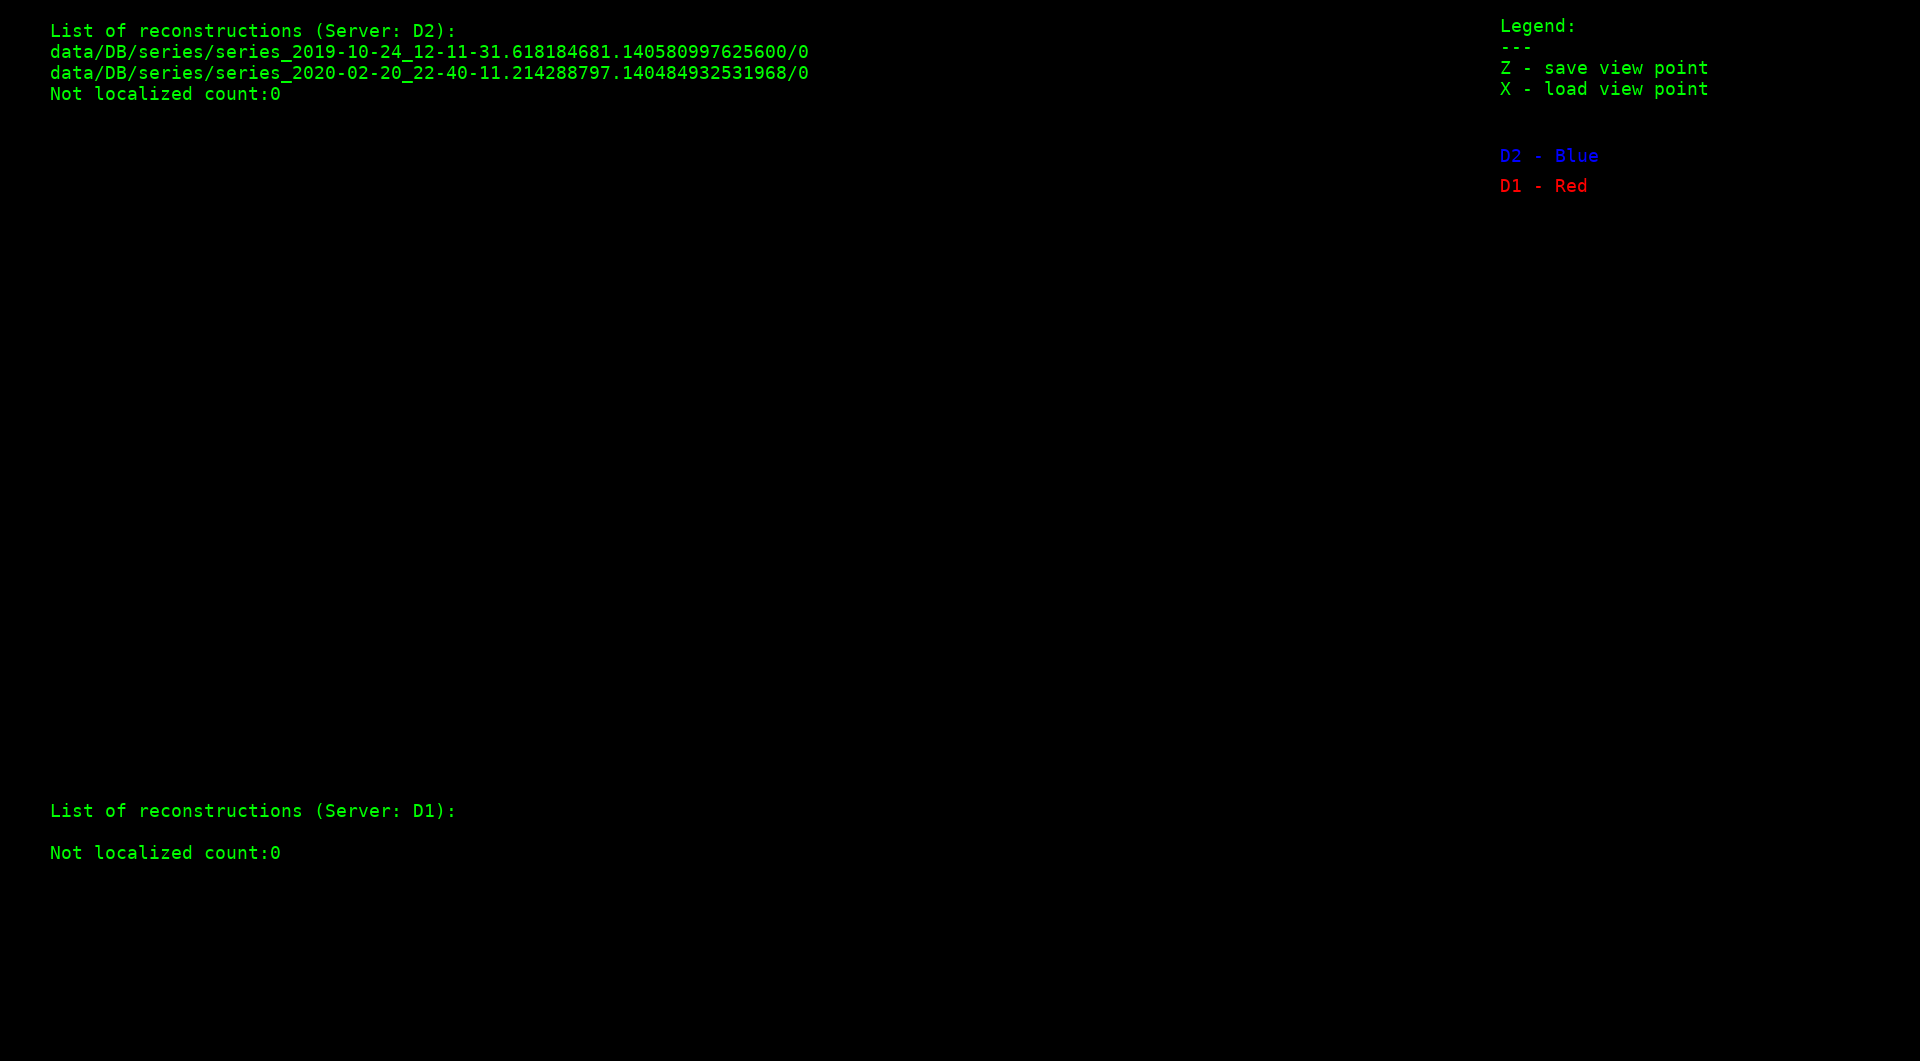 List of reconstructions (Server: D2):
data/DB/series/series_2019-10-24_12-11-31.618184681.140580997625600/0
data/DB/series/series_2020-02-20_22-40-11.214288797.140484932531968/0
Not localized count:0
Legend:
---
Z - save view point
X - load view point
D2 - Blue
D1 - Red
List of reconstructions (Server: D1):
Not localized count:0